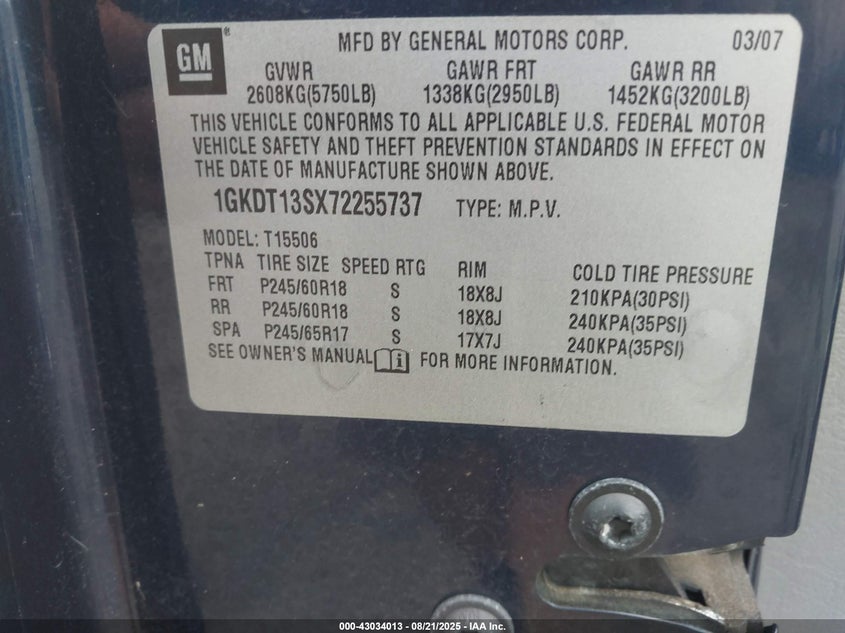 GM ®
MFD BY GENERAL MOTORS CORP. 03/07
GVWR GAWR FRT GAWR RR
2608KG(5750LB) 1338KG(2950LB) 1452KG(3200LB)
THIS VEHICLE CONFORMS TO ALL APPLICABLE U.S. FEDERAL MOTOR
VEHICLE SAFETY AND THEFT PREVENTION STANDARDS IN EFFECT ON
THE DATE OF MANUFACTURE SHOWN ABOVE.
1GKDT13SX72255737 TYPE: M.P.V.
MODEL: T15506
TPNA TIRE SIZE SPEED RTG RIM COLD TIRE PRESSURE
FRT P245/60R18 S 18X8J 210KPA(30PSI)
RR P245/60R18 S 18X8J 240KPA(35PSI)
SPA P245/65R17 S 17X7J 240KPA(35PSI)
SEE OWNER'S MANUAL i FOR MORE INFORMATION.
000-43034013 - 08/21/2025 - IAA Inc.